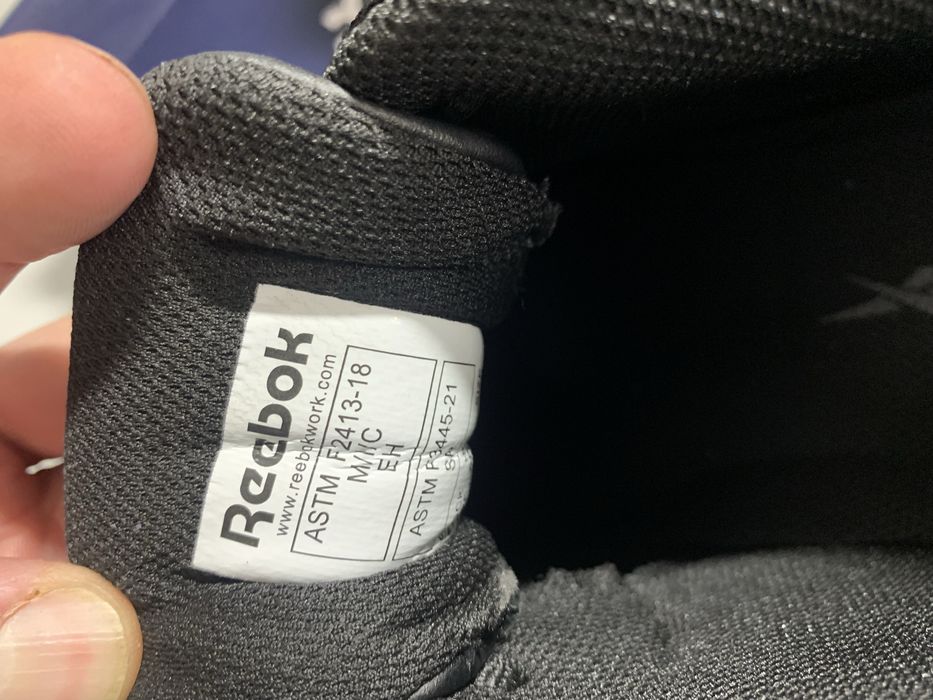 Reebok
www.reebokwork.com
ASTM F2413-18
M/I/C
EH
ASTM F3445-21